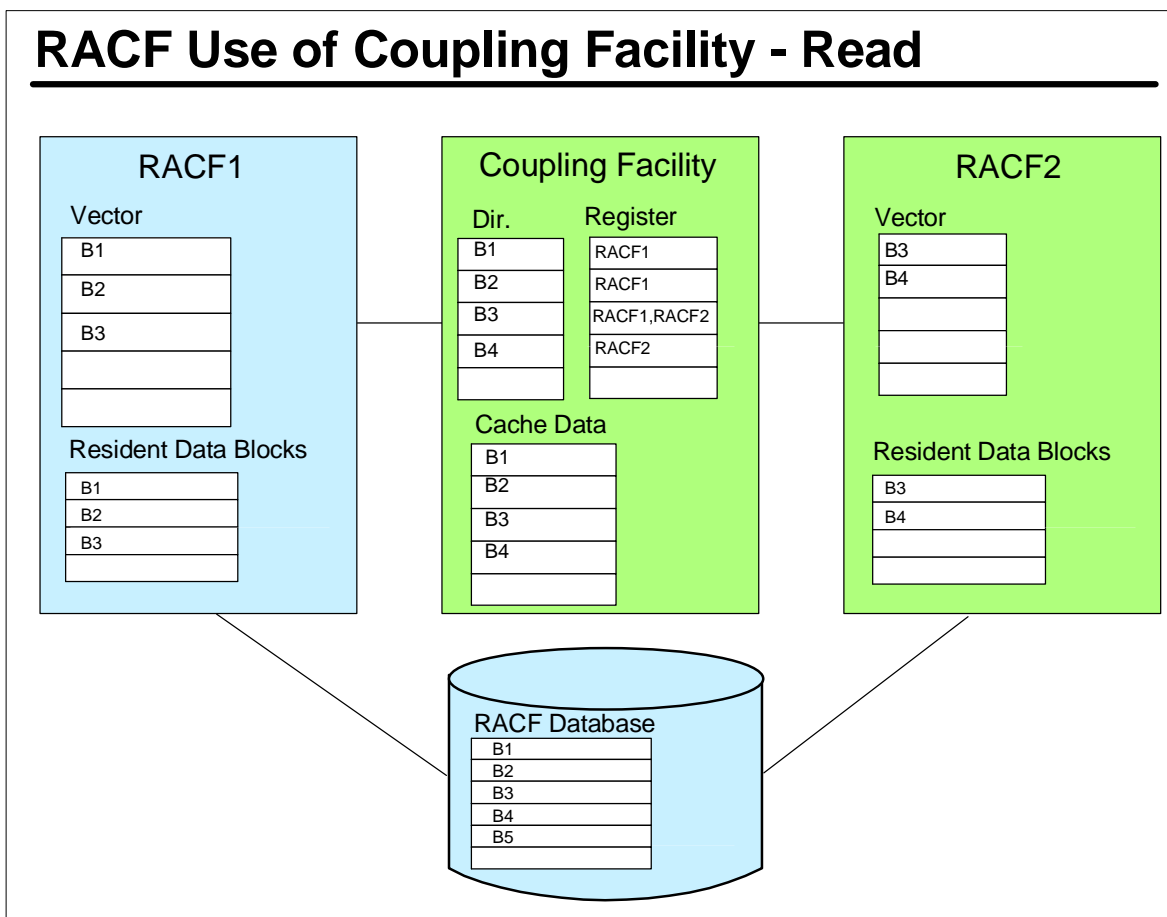 RACF Use of Coupling Facility - Read
RACF1
Vector
B1
B2
B3
Resident Data Blocks
B1
B2
B3
Coupling Facility
Dir.
B1
B2
B3
B4
Register
RACF1
RACF1
RACF1,RACF2
RACF2
Cache Data
B1
B2
B3
B4
RACF2
Vector
B3
B4
Resident Data Blocks
B3
B4
RACF Database
B1
B2
B3
B4
B5